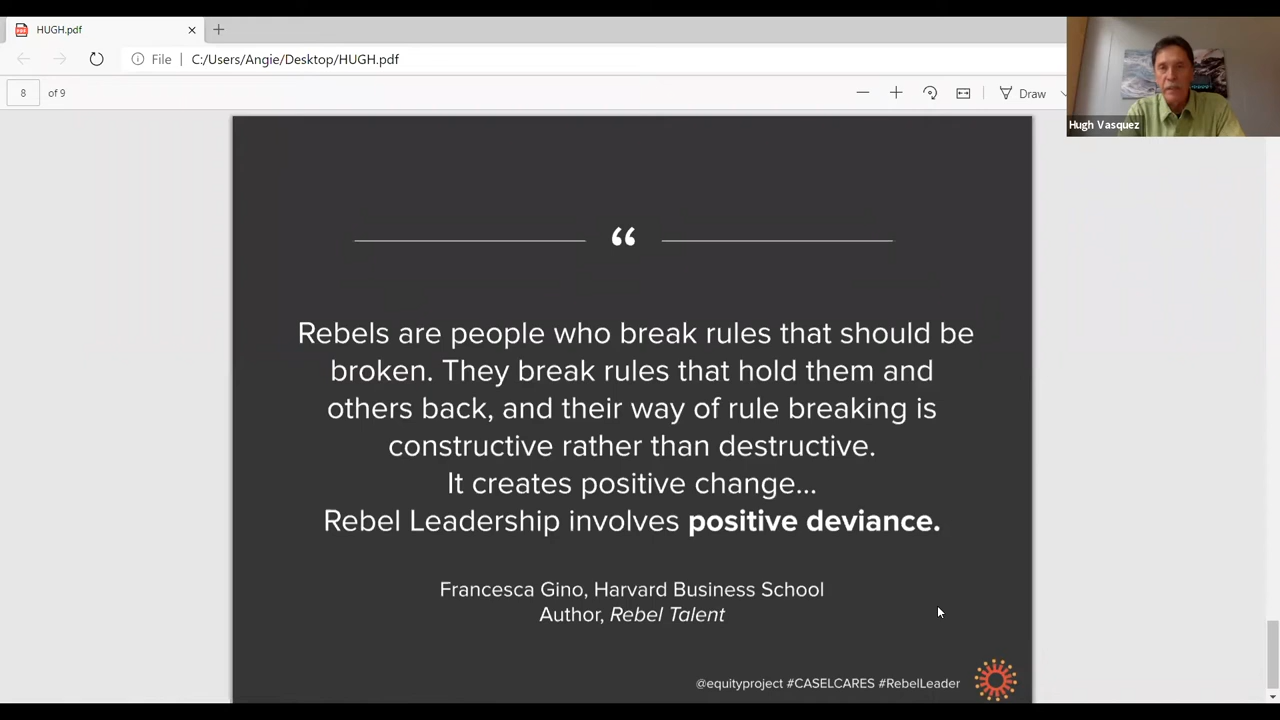 HUGH.pdf
File
C:/Users/Angie/Desktop/HUGH.pdf
8
of 9
Draw
Hugh Vasquez
“
Rebels are people who break rules that should be
broken. They break rules that hold them and
others back, and their way of rule breaking is
constructive rather than destructive.
It creates positive change...
Rebel Leadership involves positive deviance.
Francesca Gino, Harvard Business School
Author, Rebel Talent
@equityproject #CASELCARES #RebelLeader